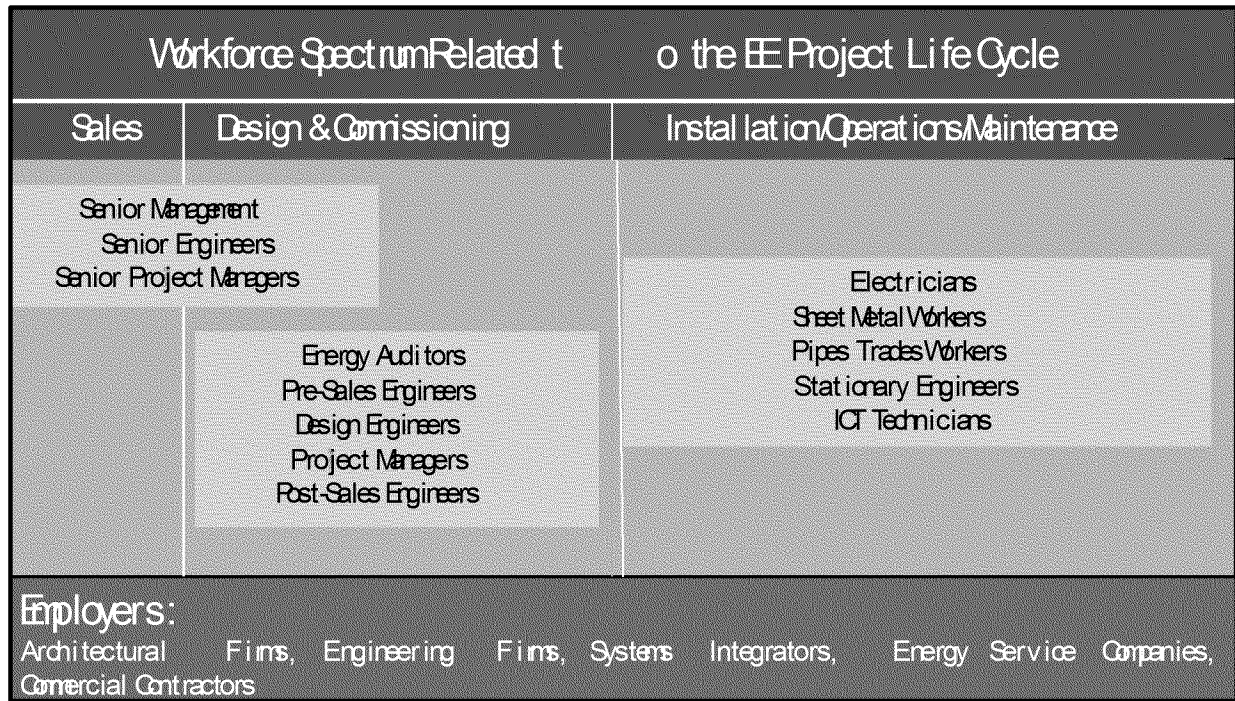 Workforce Spectrum Related to the EE Project Life Cycle
Sales
Design & Commissioning
Installation/Operations/Maintenance
Senior Management
Senior Engineers
Senior Project Managers
Energy Auditors
Pre-Sales Engineers
Design Engineers
Project Managers
Post-Sales Engineers
Electricians
Sheet Metal Workers
Pipes Trades Workers
Stationary Engineers
ICT Technicians
Employers:
Architectural Firms, Engineering Firms, Systems Integrators, Energy Service Companies,
Commercial Contractors